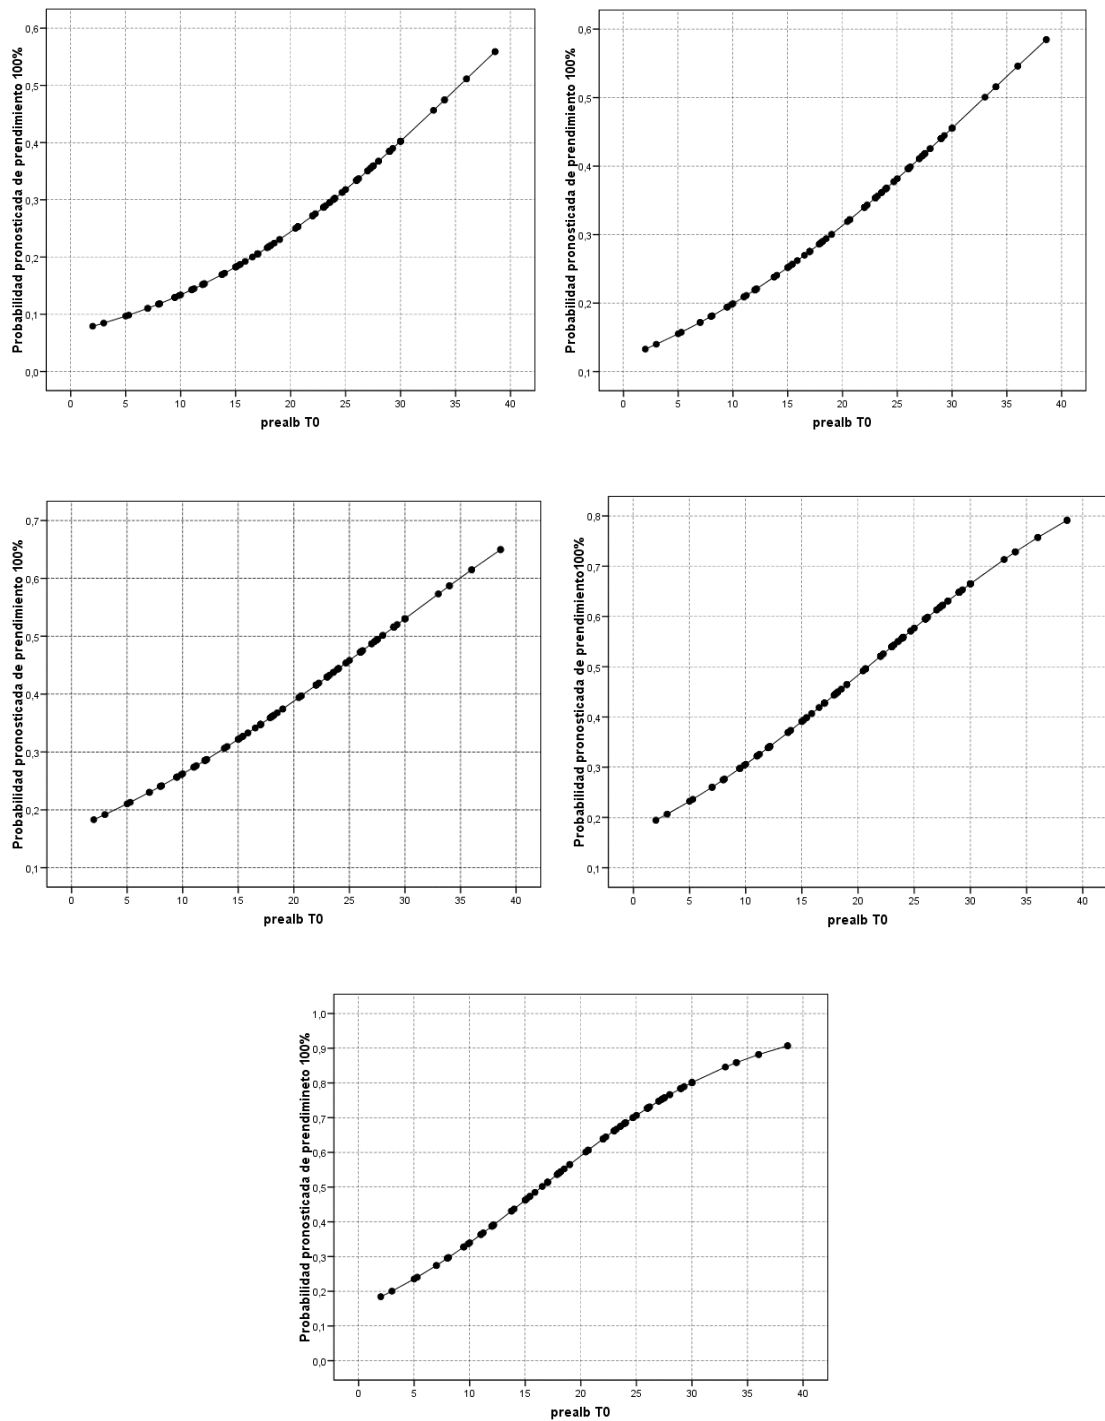 Probabilidad pronosticada de prendimiento 100%
0,6
0,5
0,4
0,3
0,2
0,1
0,0
0 5 10 15 20 25 30 35 40
prealb T0
Probabilidad pronosticada de prendimiento 100%
0,6
0,5
0,4
0,3
0,2
0,1
0 5 10 15 20 25 30 35 40
prealb T0
Probabilidad pronosticada de prendimiento 100%
0,7
0,6
0,5
0,4
0,3
0,2
0,1
0 5 10 15 20 25 30 35 40
prealb T0
Probabilidad pronosticada de prendimiento100%
0,8
0,7
0,6
0,5
0,4
0,3
0,2
0,1
0 5 10 15 20 25 30 35 40
prealb T0
Probabilidad pronosticada de prendimineto 100%
1,0
0,9
0,8
0,7
0,6
0,5
0,4
0,3
0,2
0,1
0,0
0 5 10 15 20 25 30 35 40
prealb T0